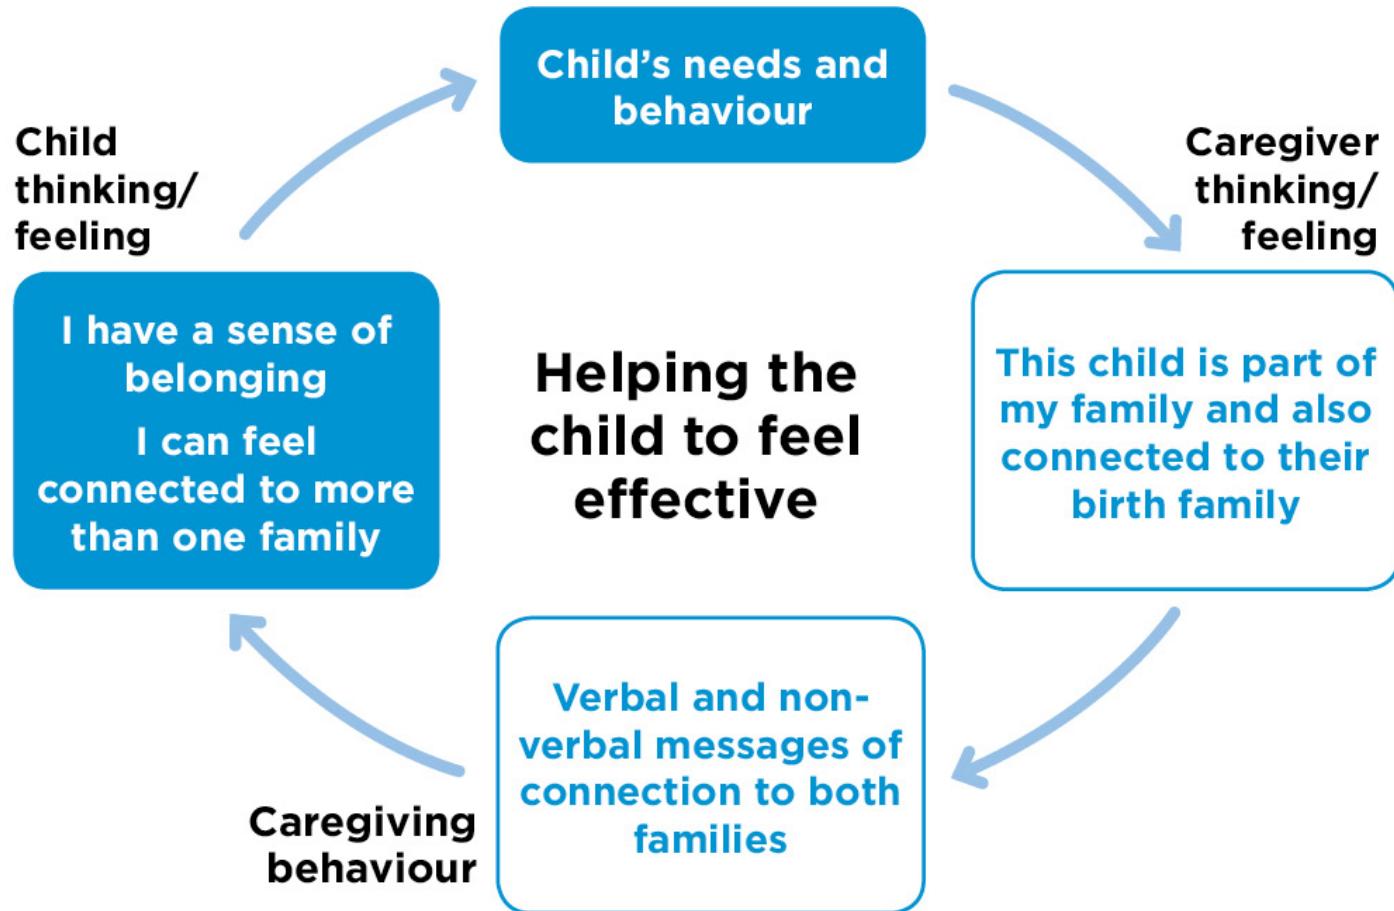 Child's needs and
behaviour
Child
thinking/
feeling
Caregiver
thinking/
feeling
I have a sense of
belonging
I can feel
connected to more
than one family
Helping the
child to feel
effective
This child is part of
my family and also
connected to their
birth family
Verbal and non-
verbal messages of
connection to both
families
Caregiving
behaviour